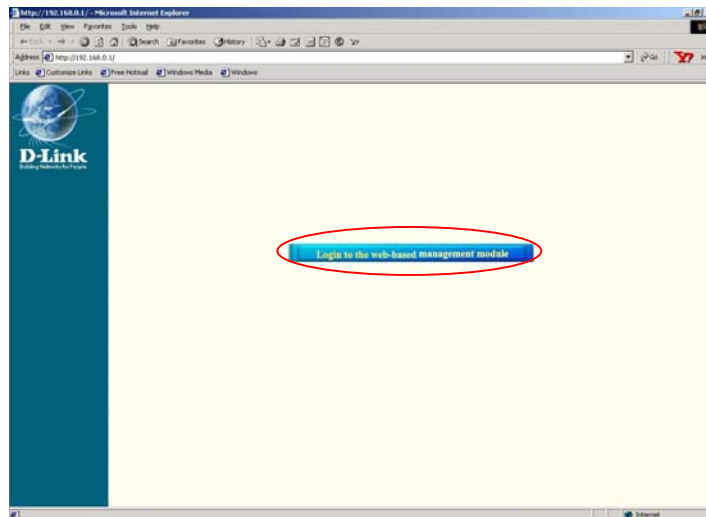 http://192.168.0.1/ - Microsoft Internet Explorer
File Edit View Favorites Tools Help
Search Favorites History
Address http://192.168.0.1/ Go
Links Customize Links Free Hotmail Windows Media Windows
D-Link
Building Networks for People
Login to the web-based management module
Internet